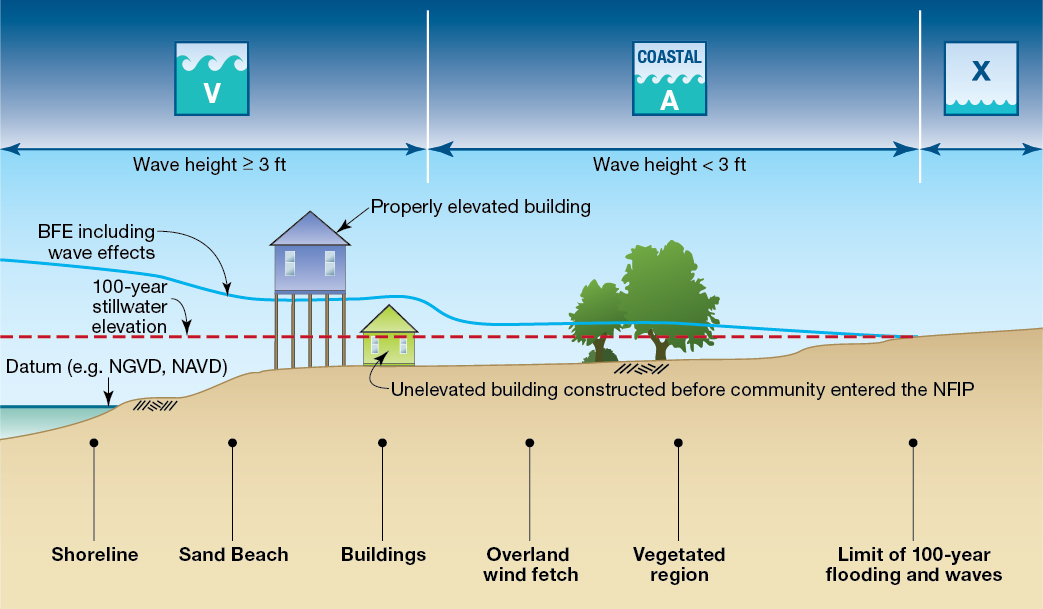 V
COASTAL
A
X
Wave height ≥ 3 ft
Wave height < 3 ft
Properly elevated building
BFE including
wave effects
100-year
stillwater
elevation
Datum (e.g. NGVD, NAVD)
Unelevated building constructed before community entered the NFIP
Shoreline
Sand Beach
Buildings
Overland
wind fetch
Vegetated
region
Limit of 100-year
flooding and waves